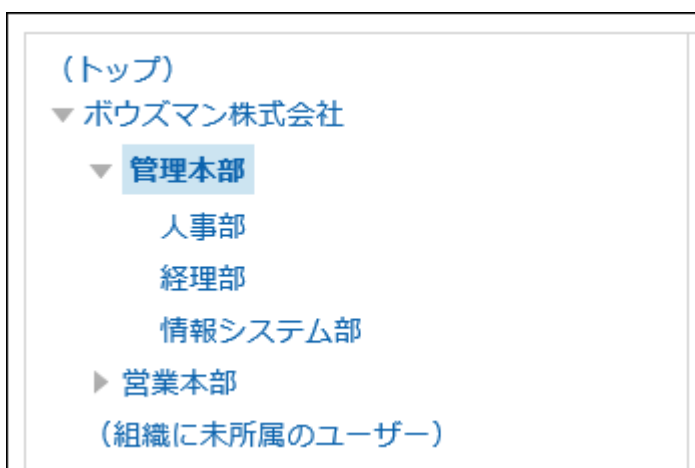 （トップ）
ボウズマン株式会社
管理本部
人事部
経理部
情報システム部
営業本部
（組織に未所属のユーザー）